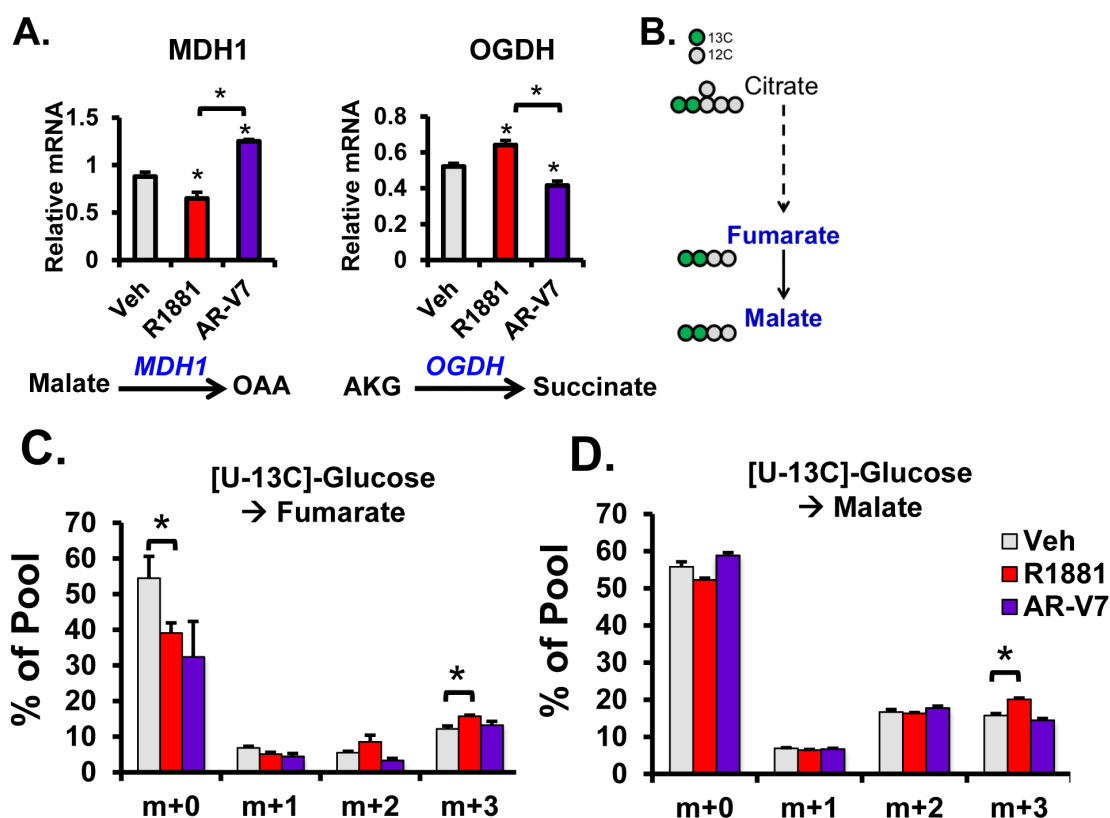 A.
MDH1
Relative mRNA
1.5
1
0.5
0
*
*
*
Veh
R1881
AR-V7
MDH1
Malate
OAA
OGDH
Relative mRNA
0.8
0.6
0.4
0.2
0
*
*
*
Veh
R1881
AR-V7
OGDH
AKG
Succinate
B.
13C
12C
Citrate
Fumarate
Malate
C.
[U-13C]-Glucose
→ Fumarate
% of Pool
70
60
50
40
30
20
10
0
*
*
m+0 m+1 m+2 m+3
D.
[U-13C]-Glucose
→ Malate
% of Pool
70
60
50
40
30
20
10
0
*
Veh
R1881
AR-V7
m+0 m+1 m+2 m+3